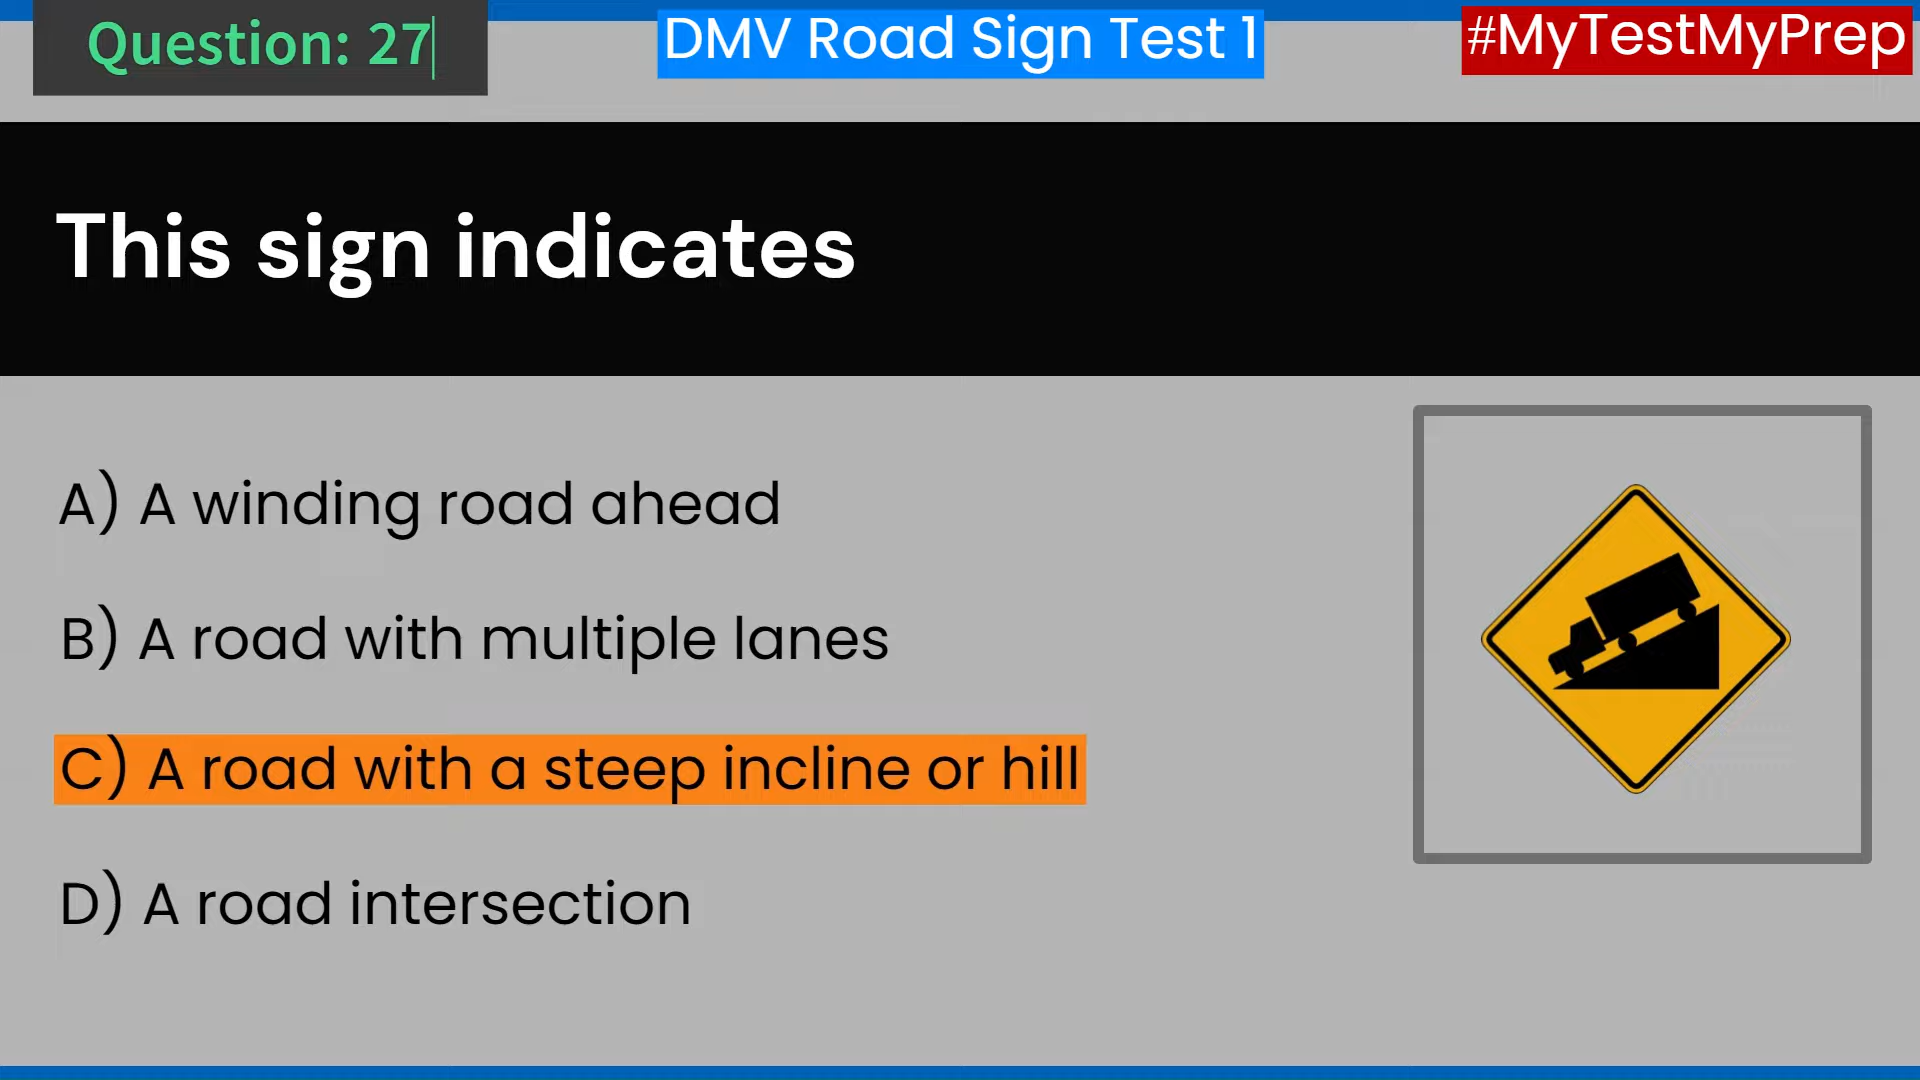 Question: 27
DMV Road Sign Test 1
#MyTestMyPrep
This sign indicates
A) A winding road ahead
B) A road with multiple lanes
C) A road with a steep incline or hill
D) A road intersection